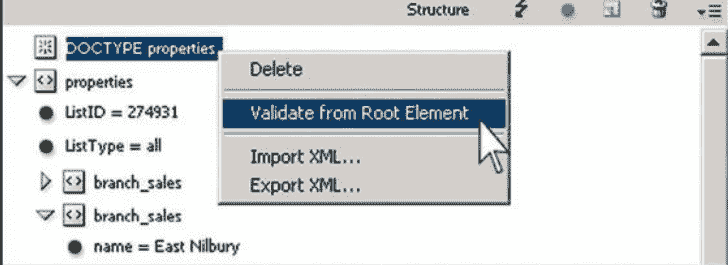 Structure
DOCTYPE properties
properties
ListID = 274931
ListType = all
branch_sales
branch_sales
name = East Nilbury
Delete
Validate from Root Element
Import XML...
Export XML...